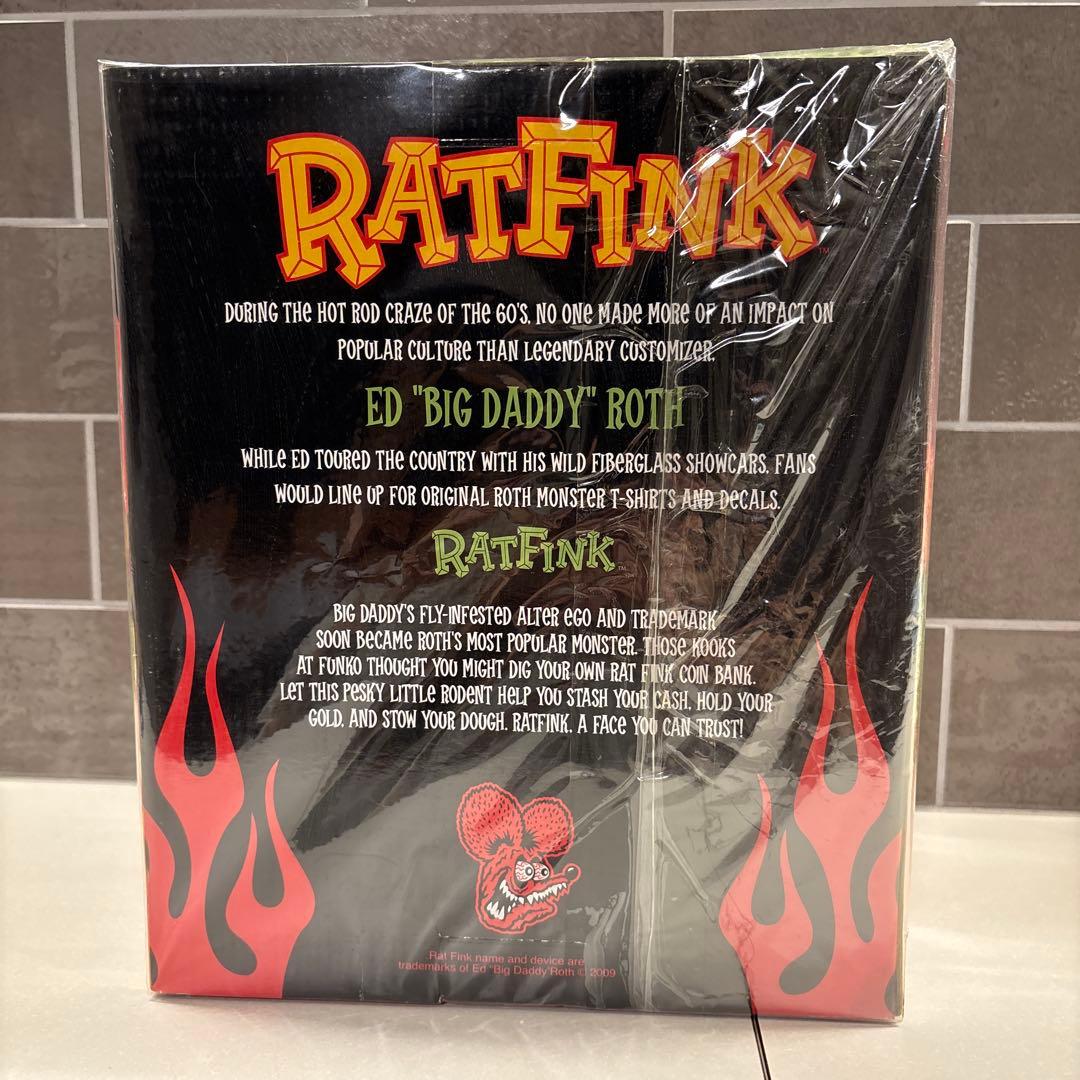 RATFINK™
DURING THE HOT ROD CRAZE OF THE 60'S, NO ONE MADE MORE OF AN IMPACT ON
POPULAR CULTURE THAN LEGENDARY CUSTOMIZER,
ED "BIG DADDY" ROTH
WHILE ED TOURED THE COUNTRY WITH HIS WILD FIBERGLASS SHOWCARS, FANS
WOULD LINE UP FOR ORIGINAL ROTH MONSTER T-SHIRTS AND DECALS.
RATFINK™
BIG DADDY'S FLY-INFESTED ALTER EGO AND TRADEMARK
SOON BECAME ROTH'S MOST POPULAR MONSTER. THOSE KOOKS
AT FUNKO THOUGHT YOU MIGHT DIG YOUR OWN RAT FINK COIN BANK.
LET THIS PESKY LITTLE RODENT HELP YOU STASH YOUR CASH, HOLD YOUR
GOLD, AND STOW YOUR DOUGH. RATFINK, A FACE YOU CAN TRUST!
Rat Fink name and device are
trademarks of Ed "Big Daddy"Roth © 2009